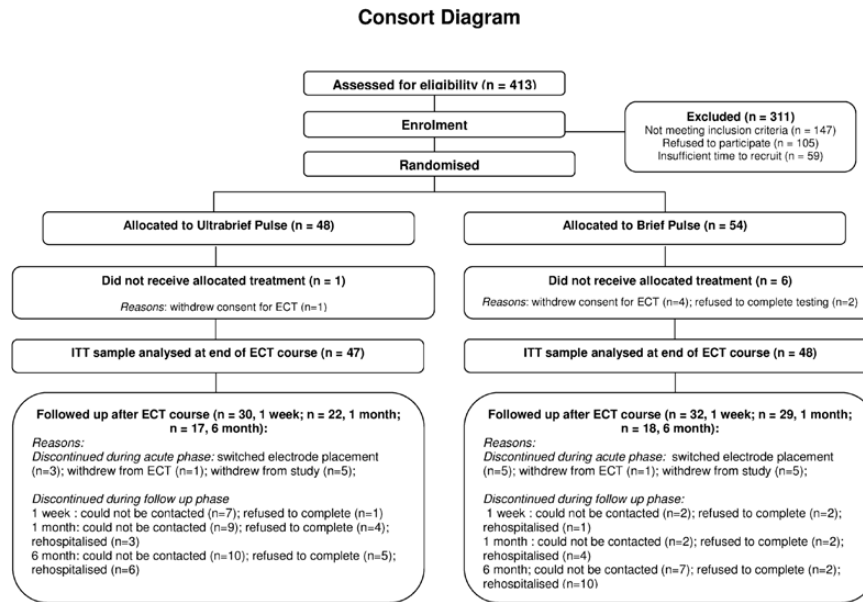 Consort Diagram
Assessed for eligibility (n = 413)
Enrolment
Excluded (n = 311)
Not meeting inclusion criteria (n = 147)
Refused to participate (n = 105)
Insufficient time to recruit (n = 59)
Randomised
Allocated to Ultrabrief Pulse (n = 48)
Allocated to Brief Pulse (n = 54)
Did not receive allocated treatment (n = 1)
Reasons: withdrew consent for ECT (n=1)
Did not receive allocated treatment (n = 6)
Reasons: withdrew consent for ECT (n=4); refused to complete testing (n=2)
ITT sample analysed at end of ECT course (n = 47)
ITT sample analysed at end of ECT course (n = 48)
Followed up after ECT course (n = 30, 1 week; n = 22, 1 month;
n = 17, 6 month):
Reasons:
Discontinued during acute phase: switched electrode placement
(n=3); withdrew from ECT (n=1); withdrew from study (n=5);
Discontinued during follow up phase
1 week : could not be contacted (n=7); refused to complete (n=1)
1 month: could not be contacted (n=9); refused to complete (n=4);
rehospitalised (n=3)
6 month: could not be contacted (n=10); refused to complete (n=5);
rehospitalised (n=6)
Followed up after ECT course (n = 32, 1 week; n = 29, 1 month;
n = 18, 6 month):
Reasons:
Discontinued during acute phase: switched electrode placement
(n=5); withdrew from ECT (n=1); withdrew from study (n=5);
Discontinued during follow up phase:
1 week : could not be contacted (n=2); refused to complete (n=2);
rehospitalised (n=1)
1 month : could not be contacted (n=2); refused to complete (n=2);
rehospitalised (n=4)
6 month; could not be contacted (n=7); refused to complete (n=2);
rehospitalised (n=10)